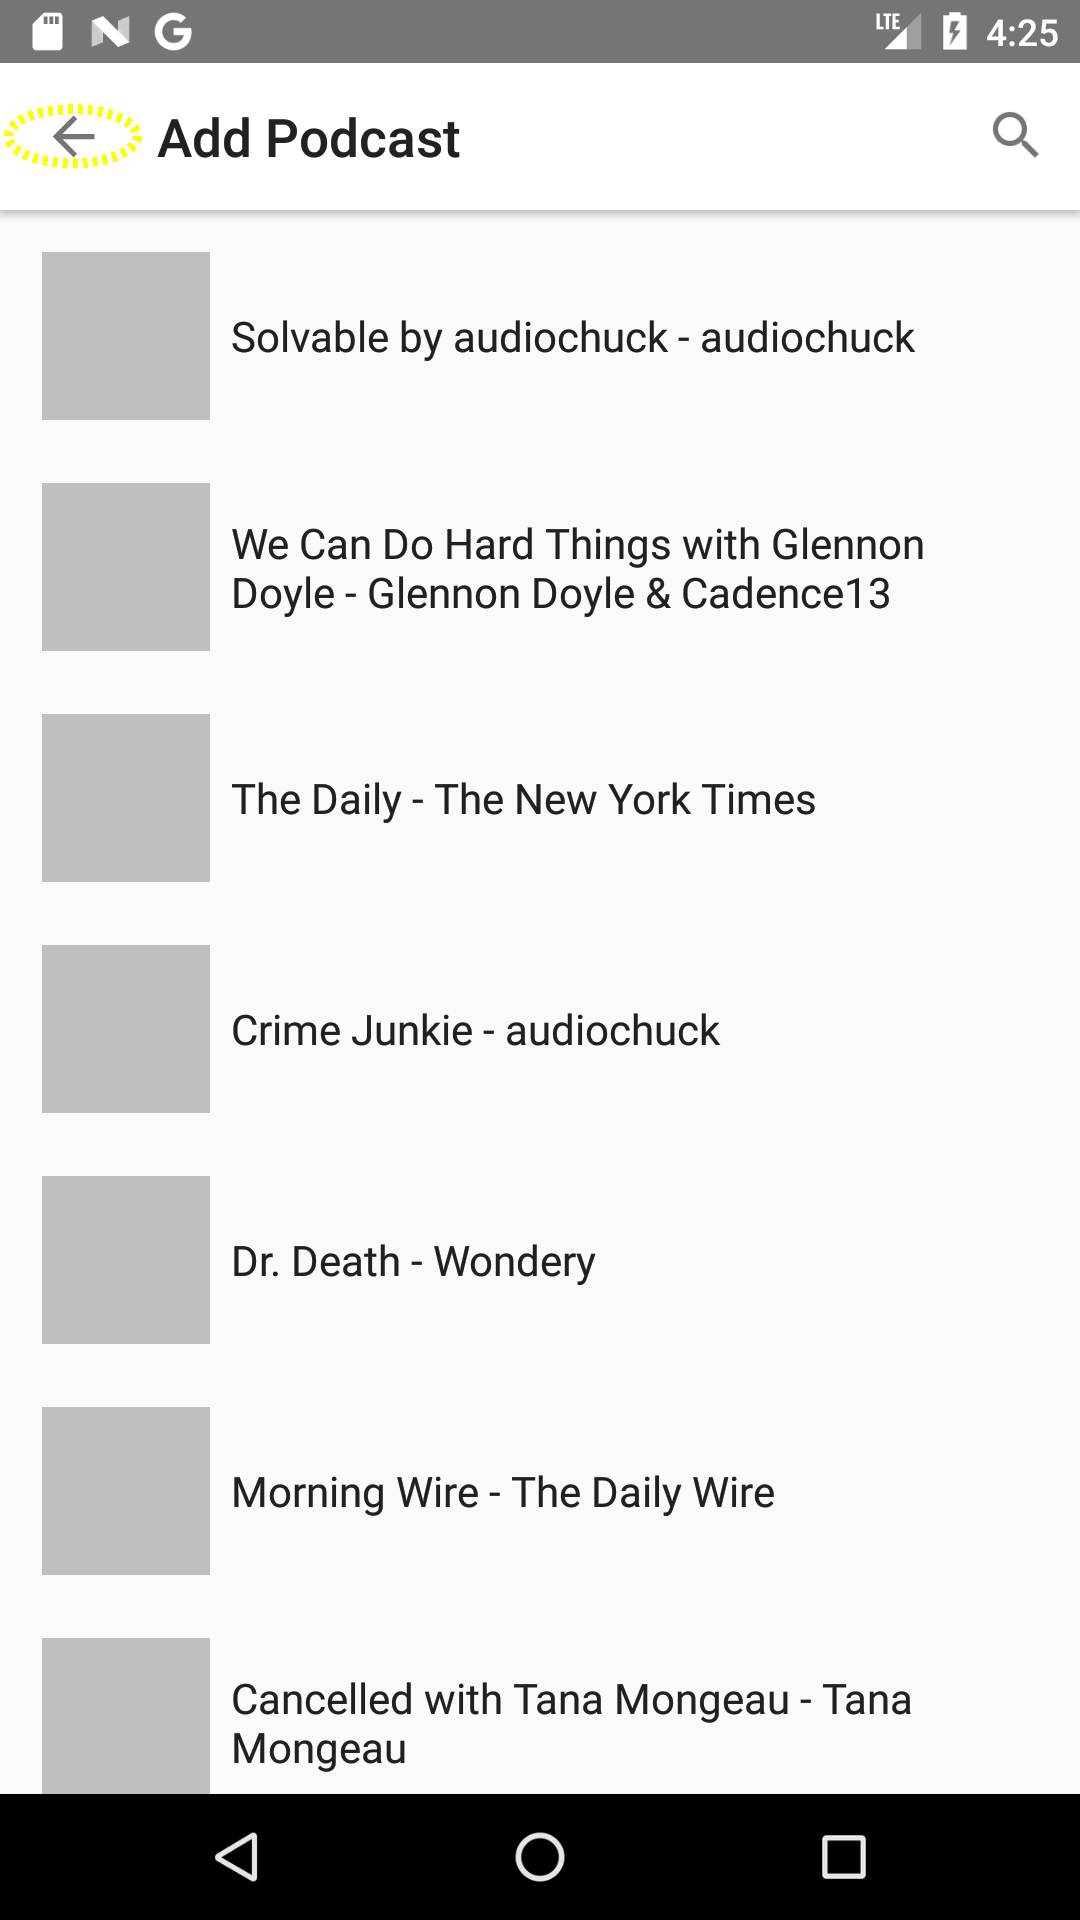 LTE 4:25
Add Podcast
Solvable by audiochuck - audiochuck
We Can Do Hard Things with Glennon
Doyle - Glennon Doyle & Cadence13
The Daily - The New York Times
Crime Junkie - audiochuck
Dr. Death - Wondery
Morning Wire - The Daily Wire
Cancelled with Tana Mongeau - Tana
Mongeau